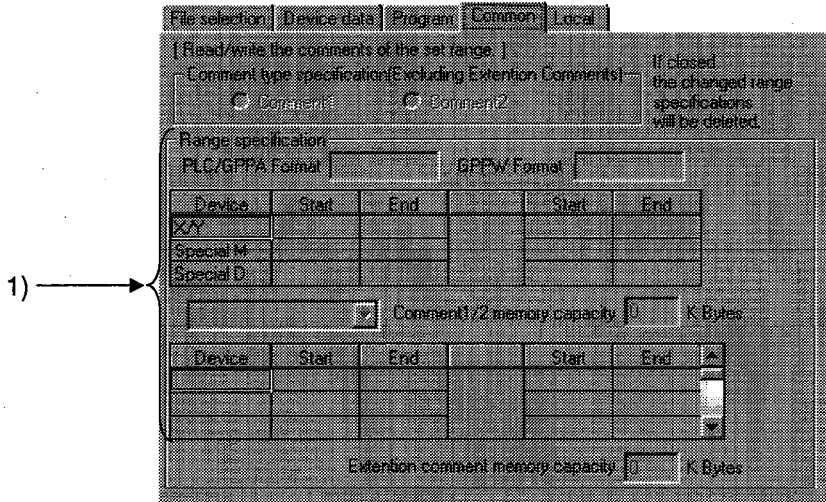 File selection Device data Program Common Local
[ Read/write the comments of the set range. ]
Comment type specification(Excluding Extention Comments)
Comment1 Comment2
If closed
the changed range
specifications
will be deleted.
Range specification
PLC/GPPA Format GPPW Format
Device Start End Start End
X/Y
Special M
Special D
1)
Comment1/2 memory capacity 0 K Bytes
Device Start End Start End
Extention comment memory capacity 0 K Bytes